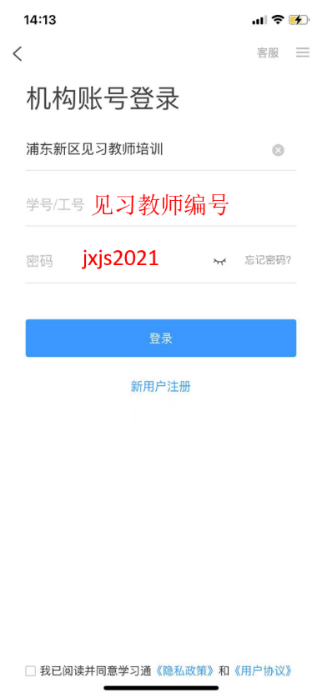 14:13
客服
机构账号登录
浦东新区见习教师培训
学号/工号 见习教师编号
密码 jxjs2021 忘记密码?
登录
新用户注册
我已阅读并同意学习通《隐私政策》和《用户协议》